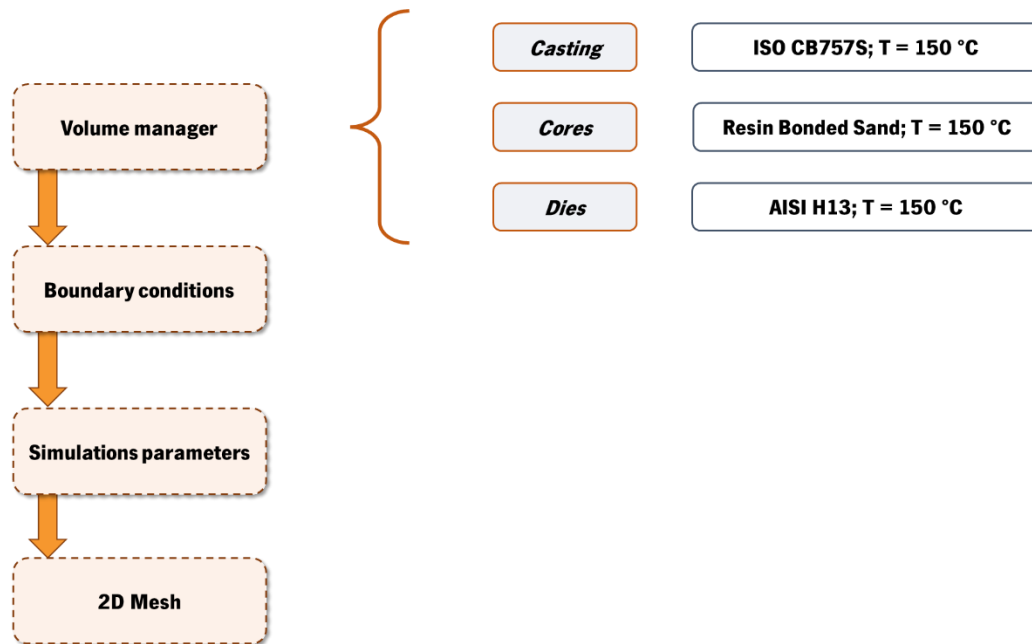 Volume manager
Boundary conditions
Simulations parameters
2D Mesh
Casting
ISO CB757S; T = 150 °C
Cores
Resin Bonded Sand; T = 150 °C
Dies
AISI H13; T = 150 °C